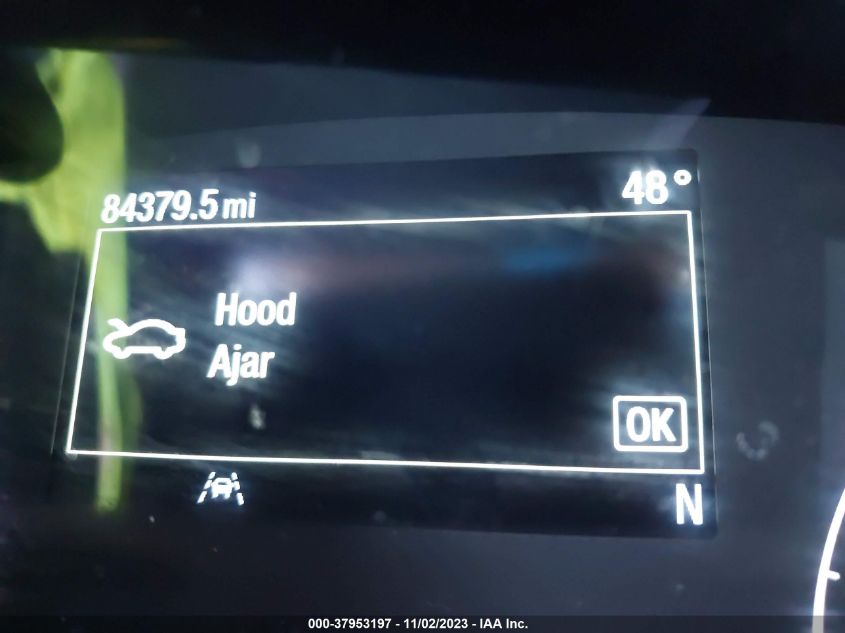 84379.5 mi 48°
Hood
Ajar
OK
N
000-37953197 - 11/02/2023 - IAA Inc.